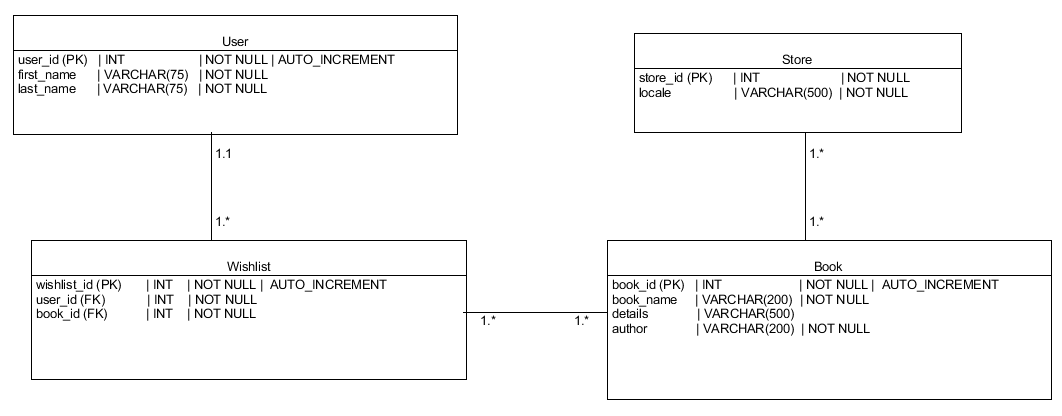 User
user_id (PK) | INT | NOT NULL | AUTO_INCREMENT
first_name | VARCHAR(75) | NOT NULL
last_name | VARCHAR(75) | NOT NULL
Store
store_id (PK) | INT | NOT NULL
locale | VARCHAR(500) | NOT NULL
1.1
1.*
1.*
1.*
Wishlist
wishlist_id (PK) | INT | NOT NULL | AUTO_INCREMENT
user_id (FK) | INT | NOT NULL
book_id (FK) | INT | NOT NULL
1.*
1.*
Book
book_id (PK) | INT | NOT NULL | AUTO_INCREMENT
book_name | VARCHAR(200) | NOT NULL
details | VARCHAR(500)
author | VARCHAR(200) | NOT NULL